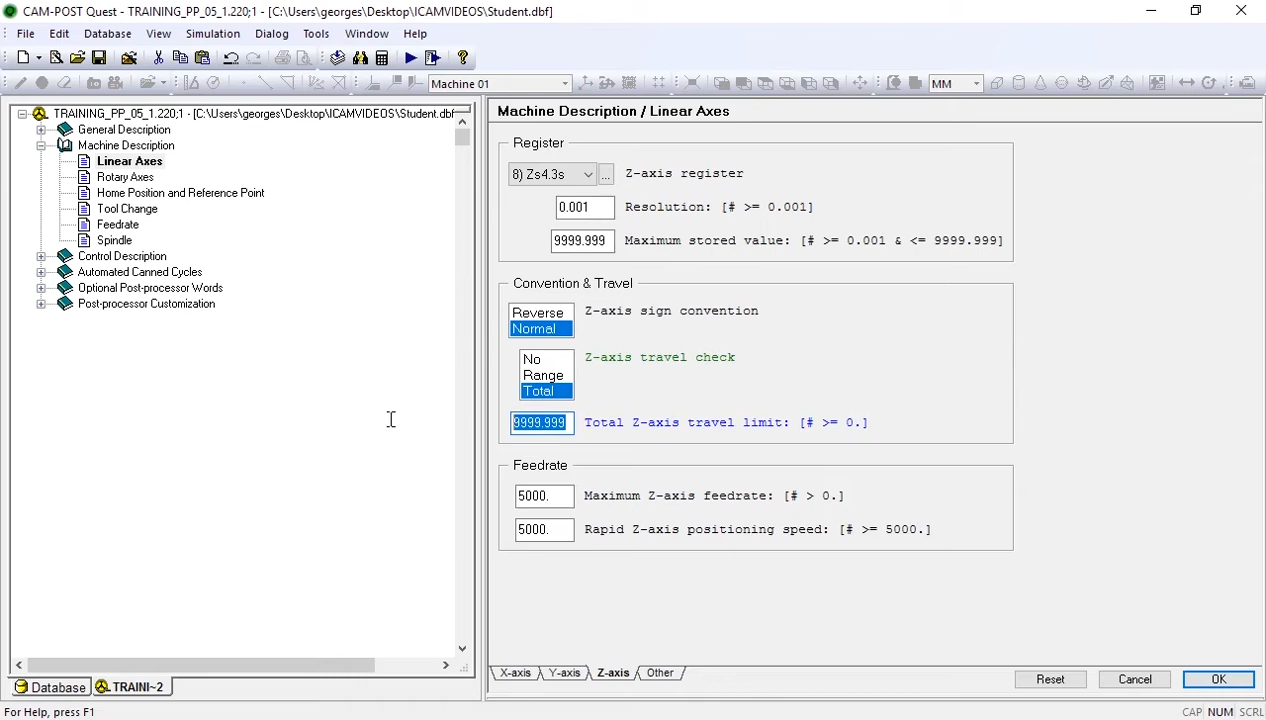 CAM-POST Quest - TRAINING_PP_05_1.220;1 - [C:\Users\georges\Desktop\ICAMVIDEOS\Student.dbf]
File Edit Database View Simulation Dialog Tools Window Help
Machine 01
MM
TRAINING_PP_05_1.220;1 - [C:\Users\georges\Desktop\ICAMVIDEOS\Student.dbf
General Description
Machine Description
Linear Axes
Rotary Axes
Home Position and Reference Point
Tool Change
Feedrate
Spindle
Control Description
Automated Canned Cycles
Optional Post-processor Words
Post-processor Customization
Database TRAINI~2
Machine Description / Linear Axes
Register
8) Zs4.3s ... Z-axis register
0.001 Resolution: [# >= 0.001]
9999.999 Maximum stored value: [# >= 0.001 & <= 9999.999]
Convention & Travel
Reverse Z-axis sign convention
Normal
No Z-axis travel check
Range
Total
9999.999 Total Z-axis travel limit: [# >= 0.]
Feedrate
5000. Maximum Z-axis feedrate: [# > 0.]
5000. Rapid Z-axis positioning speed: [# >= 5000.]
X-axis Y-axis Z-axis Other
Reset Cancel OK
For Help, press F1
CAP NUM SCRL